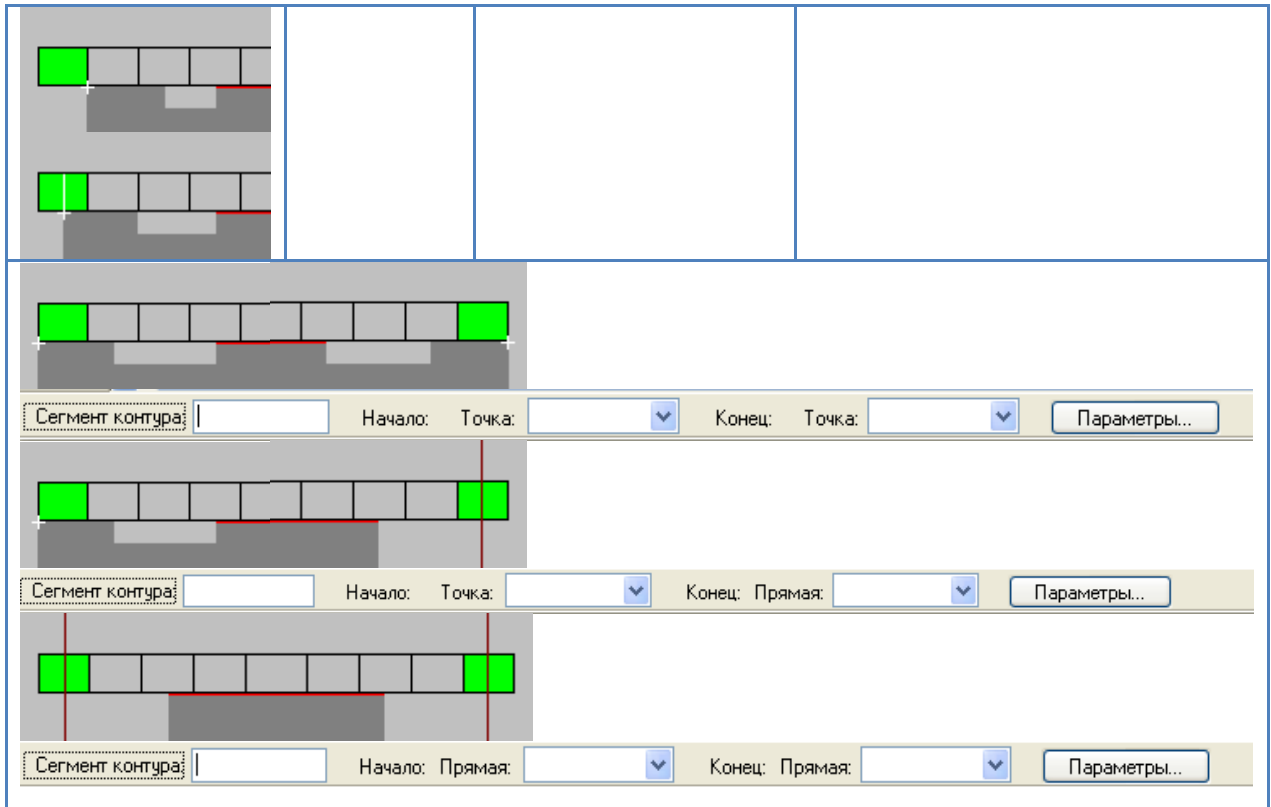 Сегмент контура: Начало: Точка: Конец: Точка: Параметры...
Сегмент контура: Начало: Точка: Конец: Прямая: Параметры...
Сегмент контура: Начало: Прямая: Конец: Прямая: Параметры...